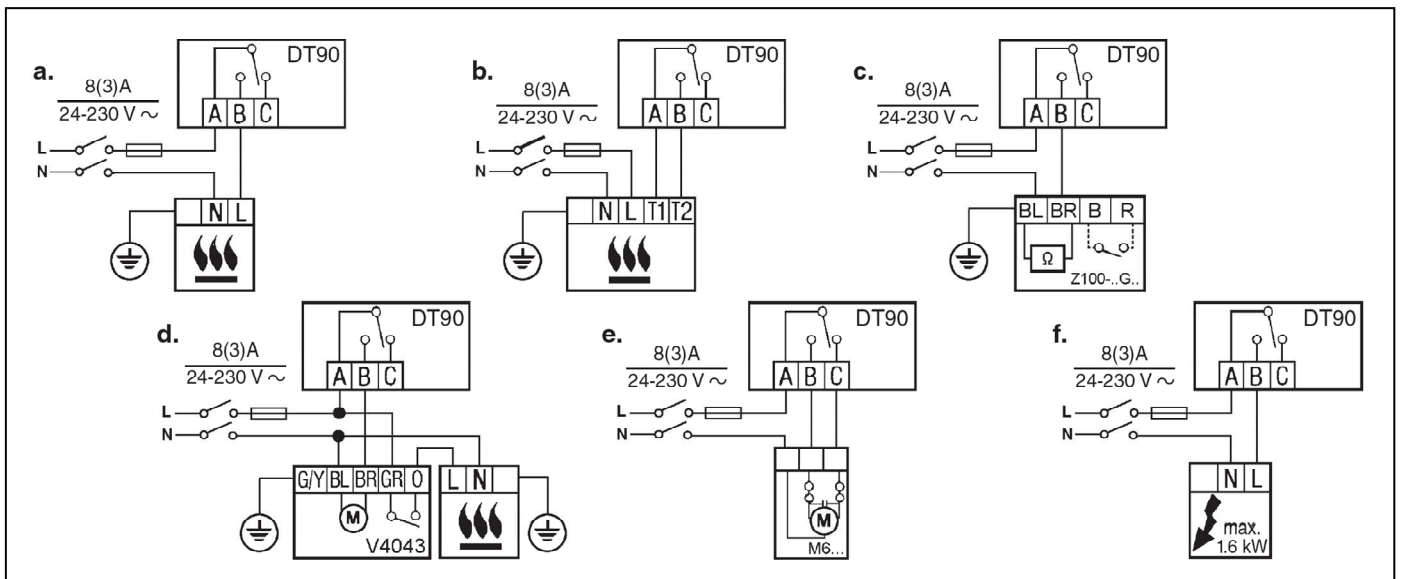 a.
8(3)A
24-230 V ~
DT90
A B C
L
N
N L
b.
8(3)A
24-230 V ~
DT90
A B C
L
N
N L T1 T2
c.
8(3)A
24-230 V ~
DT90
A B C
L
N
BL BR B R
Ω
Z100-..G..
d.
8(3)A
24-230 V ~
DT90
A B C
L
N
G/Y BL BR GR O
M
V4043
L N
e.
8(3)A
24-230 V ~
DT90
A B C
L
N
M
M6...
f.
8(3)A
24-230 V ~
DT90
A B C
L
N
N L
max.
1.6 kW